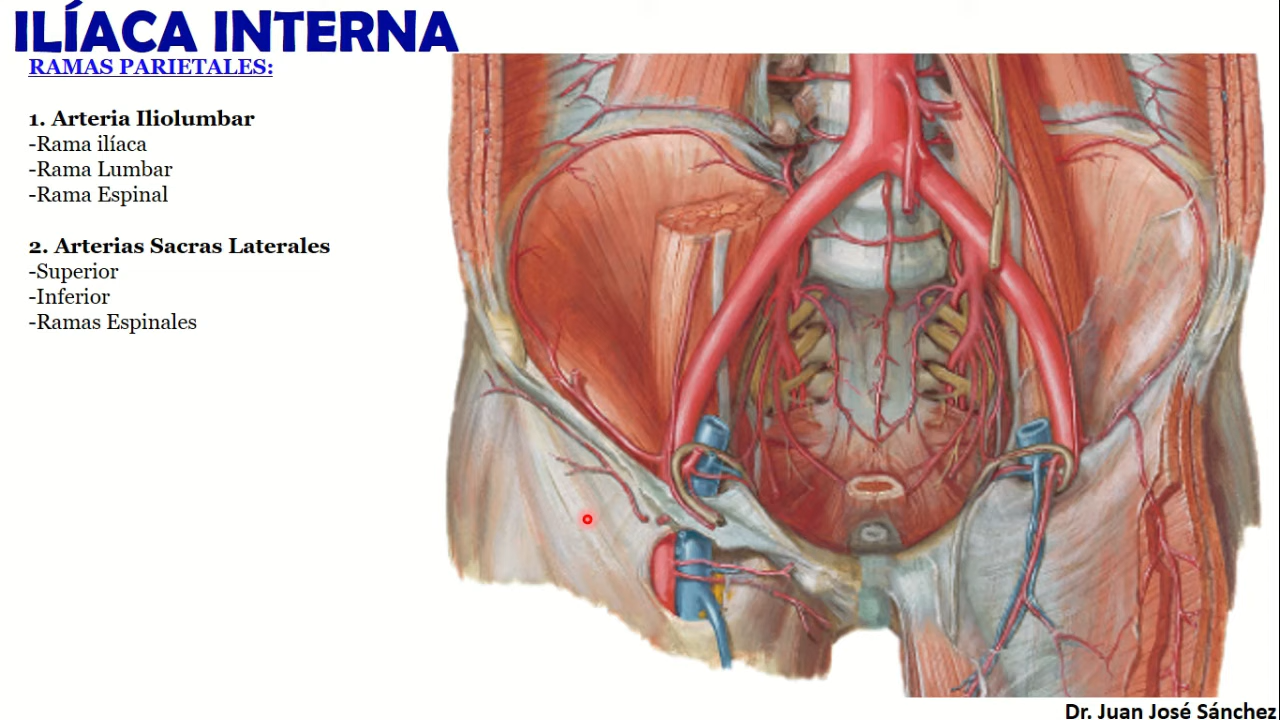 ILÍACA INTERNA
RAMAS PARIETALES:
1. Arteria Iliolumbar
-Rama ilíaca
-Rama Lumbar
-Rama Espinal
2. Arterias Sacras Laterales
-Superior
-Inferior
-Ramas Espinales
Dr. Juan José Sánchez